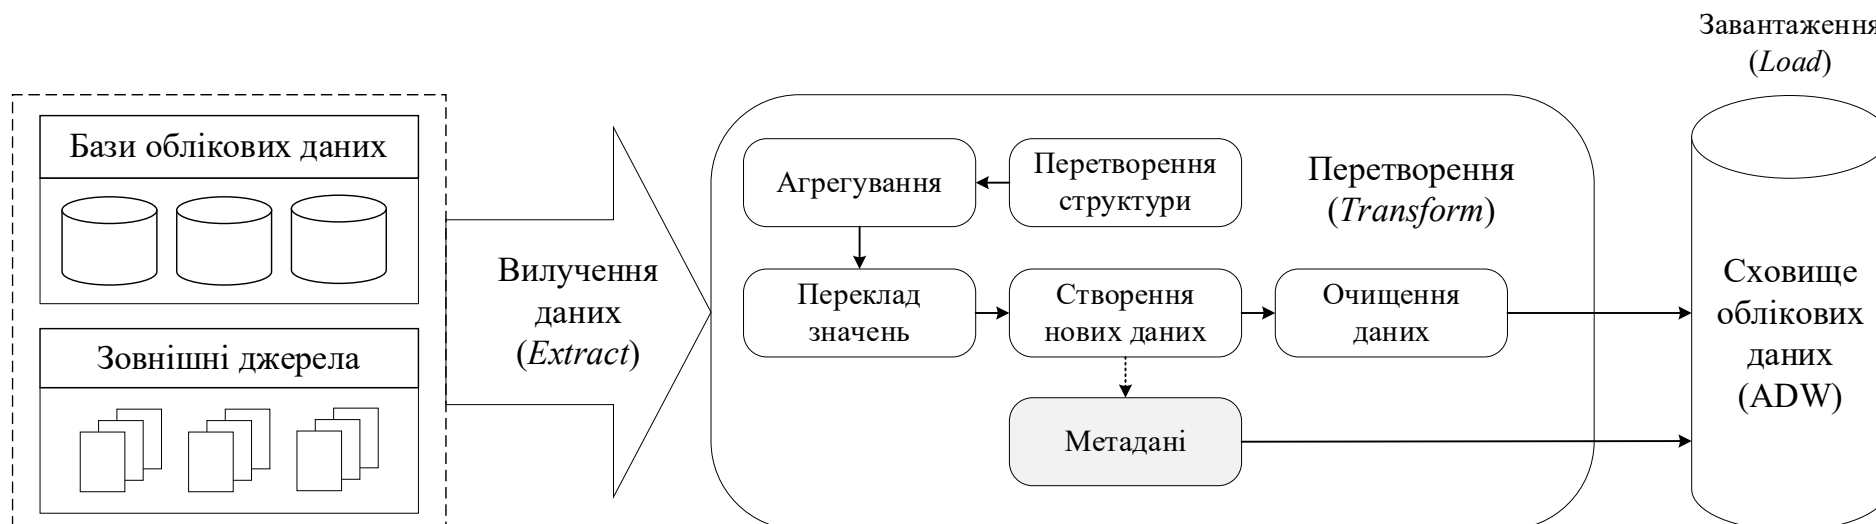 Завантаження
(Load)
Бази облікових даних
Зовнішні джерела
Вилучення
даних
(Extract)
Агрегування
Перетворення
структури
Перетворення
(Transform)
Переклад
значень
Створення
нових даних
Очищення
даних
Метадані
Сховище
облікових
даних
(ADW)